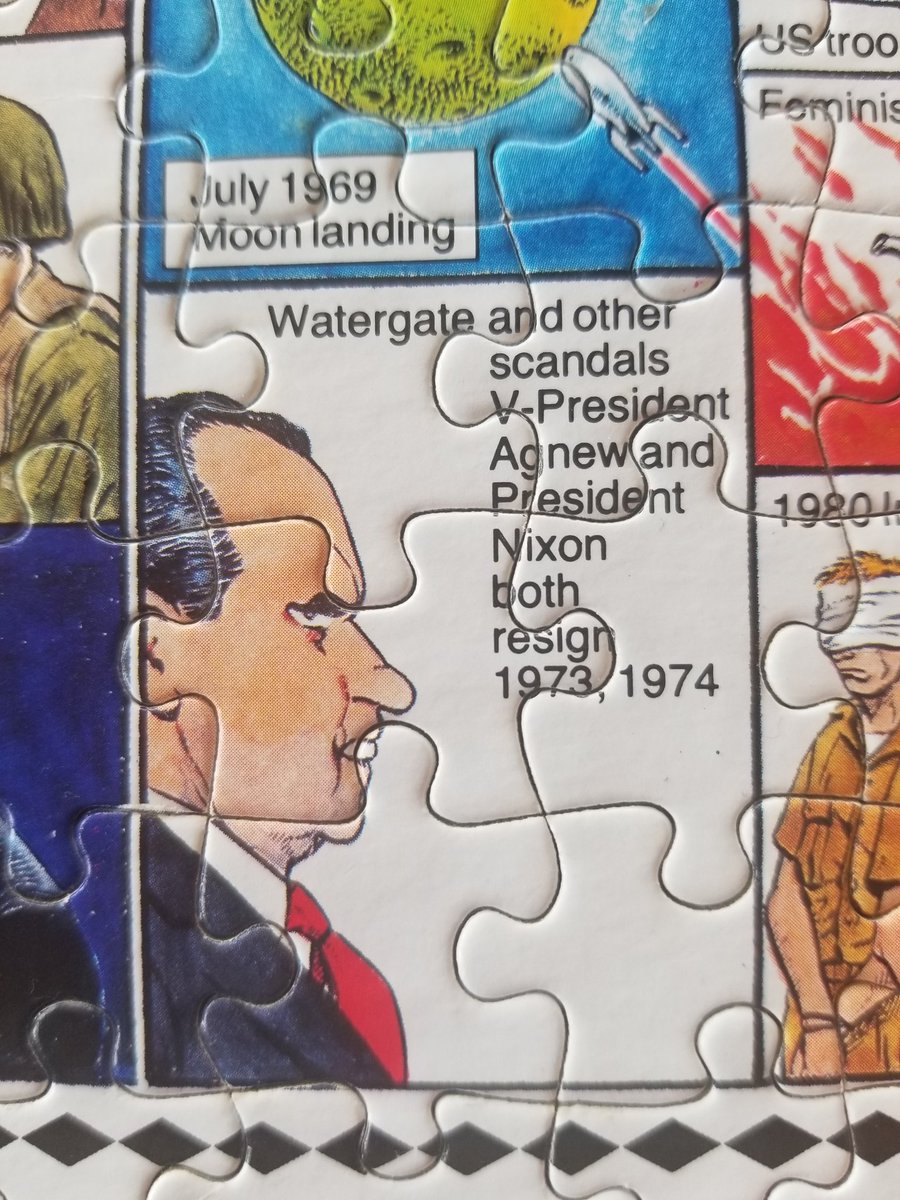 US troo
Feminis
July 1969
Moon landing
Watergate and other
scandals
V-President
Agnew and
President
Nixon
both
resign
1973, 1974
1980 I